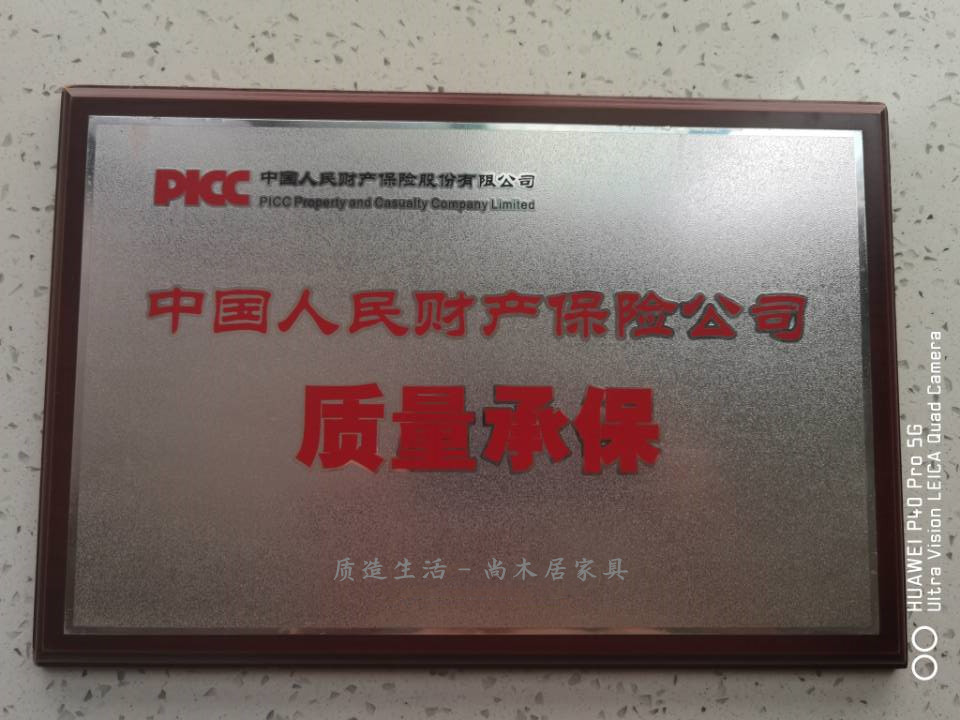 PICC 中国人民财产保险股份有限公司
PICC Property and Casualty Company Limited
中国人民财产保险公司
质量承保
质造生活-尚木居家具
HUAWEI P40 Pro 5G
Ultra Vision LEICA Quad Camera